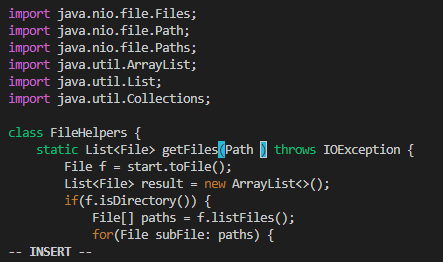 import java.nio.file.Files;
import java.nio.file.Path;
import java.nio.file.Paths;
import java.util.ArrayList;
import java.util.List;
import java.util.Collections;

class FileHelpers {
    static List<File> getFiles(Path ) throws IOException {
        File f = start.toFile();
        List<File> result = new ArrayList<>();
        if(f.isDirectory()) {
            File[] paths = f.listFiles();
            for(File subFile: paths) {
-- INSERT --